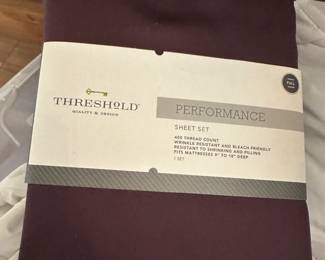 FULL
THRESHOLD
QUALITY & DESIGN
PERFORMANCE
SHEET SET
400 THREAD COUNT
WRINKLE RESISTANT AND BLEACH FRIENDLY
RESISTANT TO SHRINKING AND PILLING
FITS MATTRESSES 9" TO 18" DEEP
1 SET